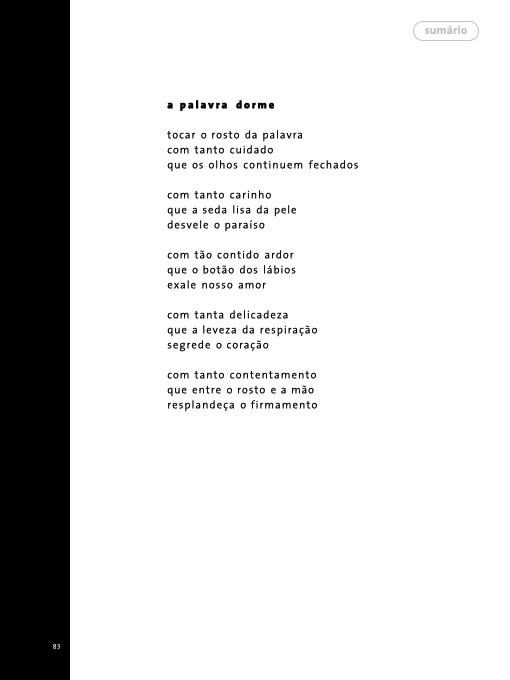 sumário
a palavra dorme
tocar o rosto da palavra
com tanto cuidado
que os olhos continuem fechados
com tanto carinho
que a seda lisa da pele
desvele o paraíso
com tão contido ardor
que o botão dos lábios
exale nosso amor
com tanta delicadeza
que a leveza da respiração
segrede o coração
com tanto contentamento
que entre o rosto e a mão
resplandeça o firmamento
83